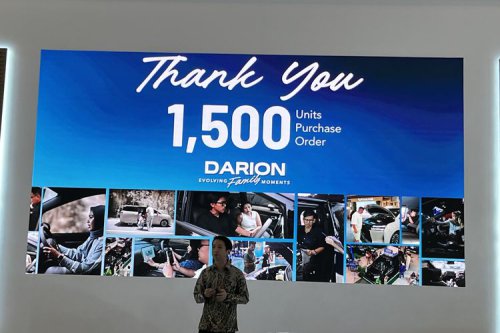 Thank You
1,500
Units
Purchase
Order
DARION
EVOLVING Family MOMENTS